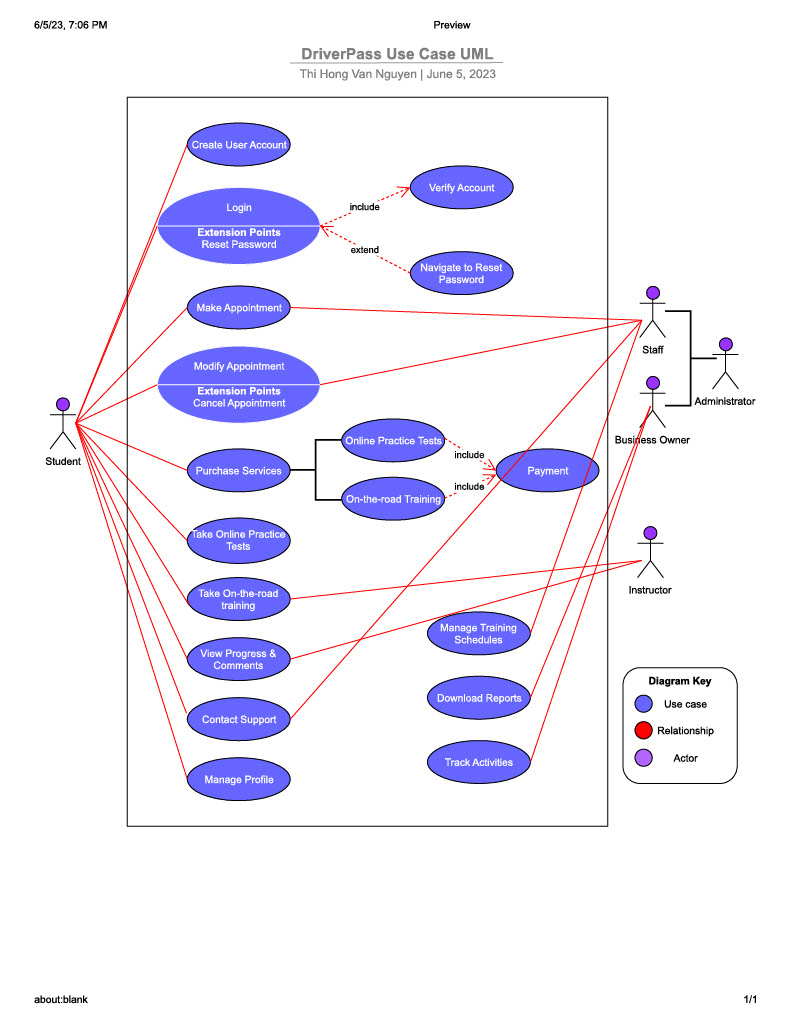 6/5/23, 7:06 PM
Preview
DriverPass Use Case UML
Thi Hong Van Nguyen | June 5, 2023
Create User Account
Login
Extension Points
Reset Password
include
Verify Account
extend
Navigate to Reset
Password
Make Appointment
Modify Appointment
Extension Points
Cancel Appointment
Staff
Administrator
Business Owner
Student
Purchase Services
Online Practice Tests
On-the-road Training
include
include
Payment
Take Online Practice
Tests
Take On-the-road
training
Instructor
View Progress &
Comments
Manage Training
Schedules
Contact Support
Download Reports
Manage Profile
Track Activities
Diagram Key
Use case
Relationship
Actor
about:blank
1/1